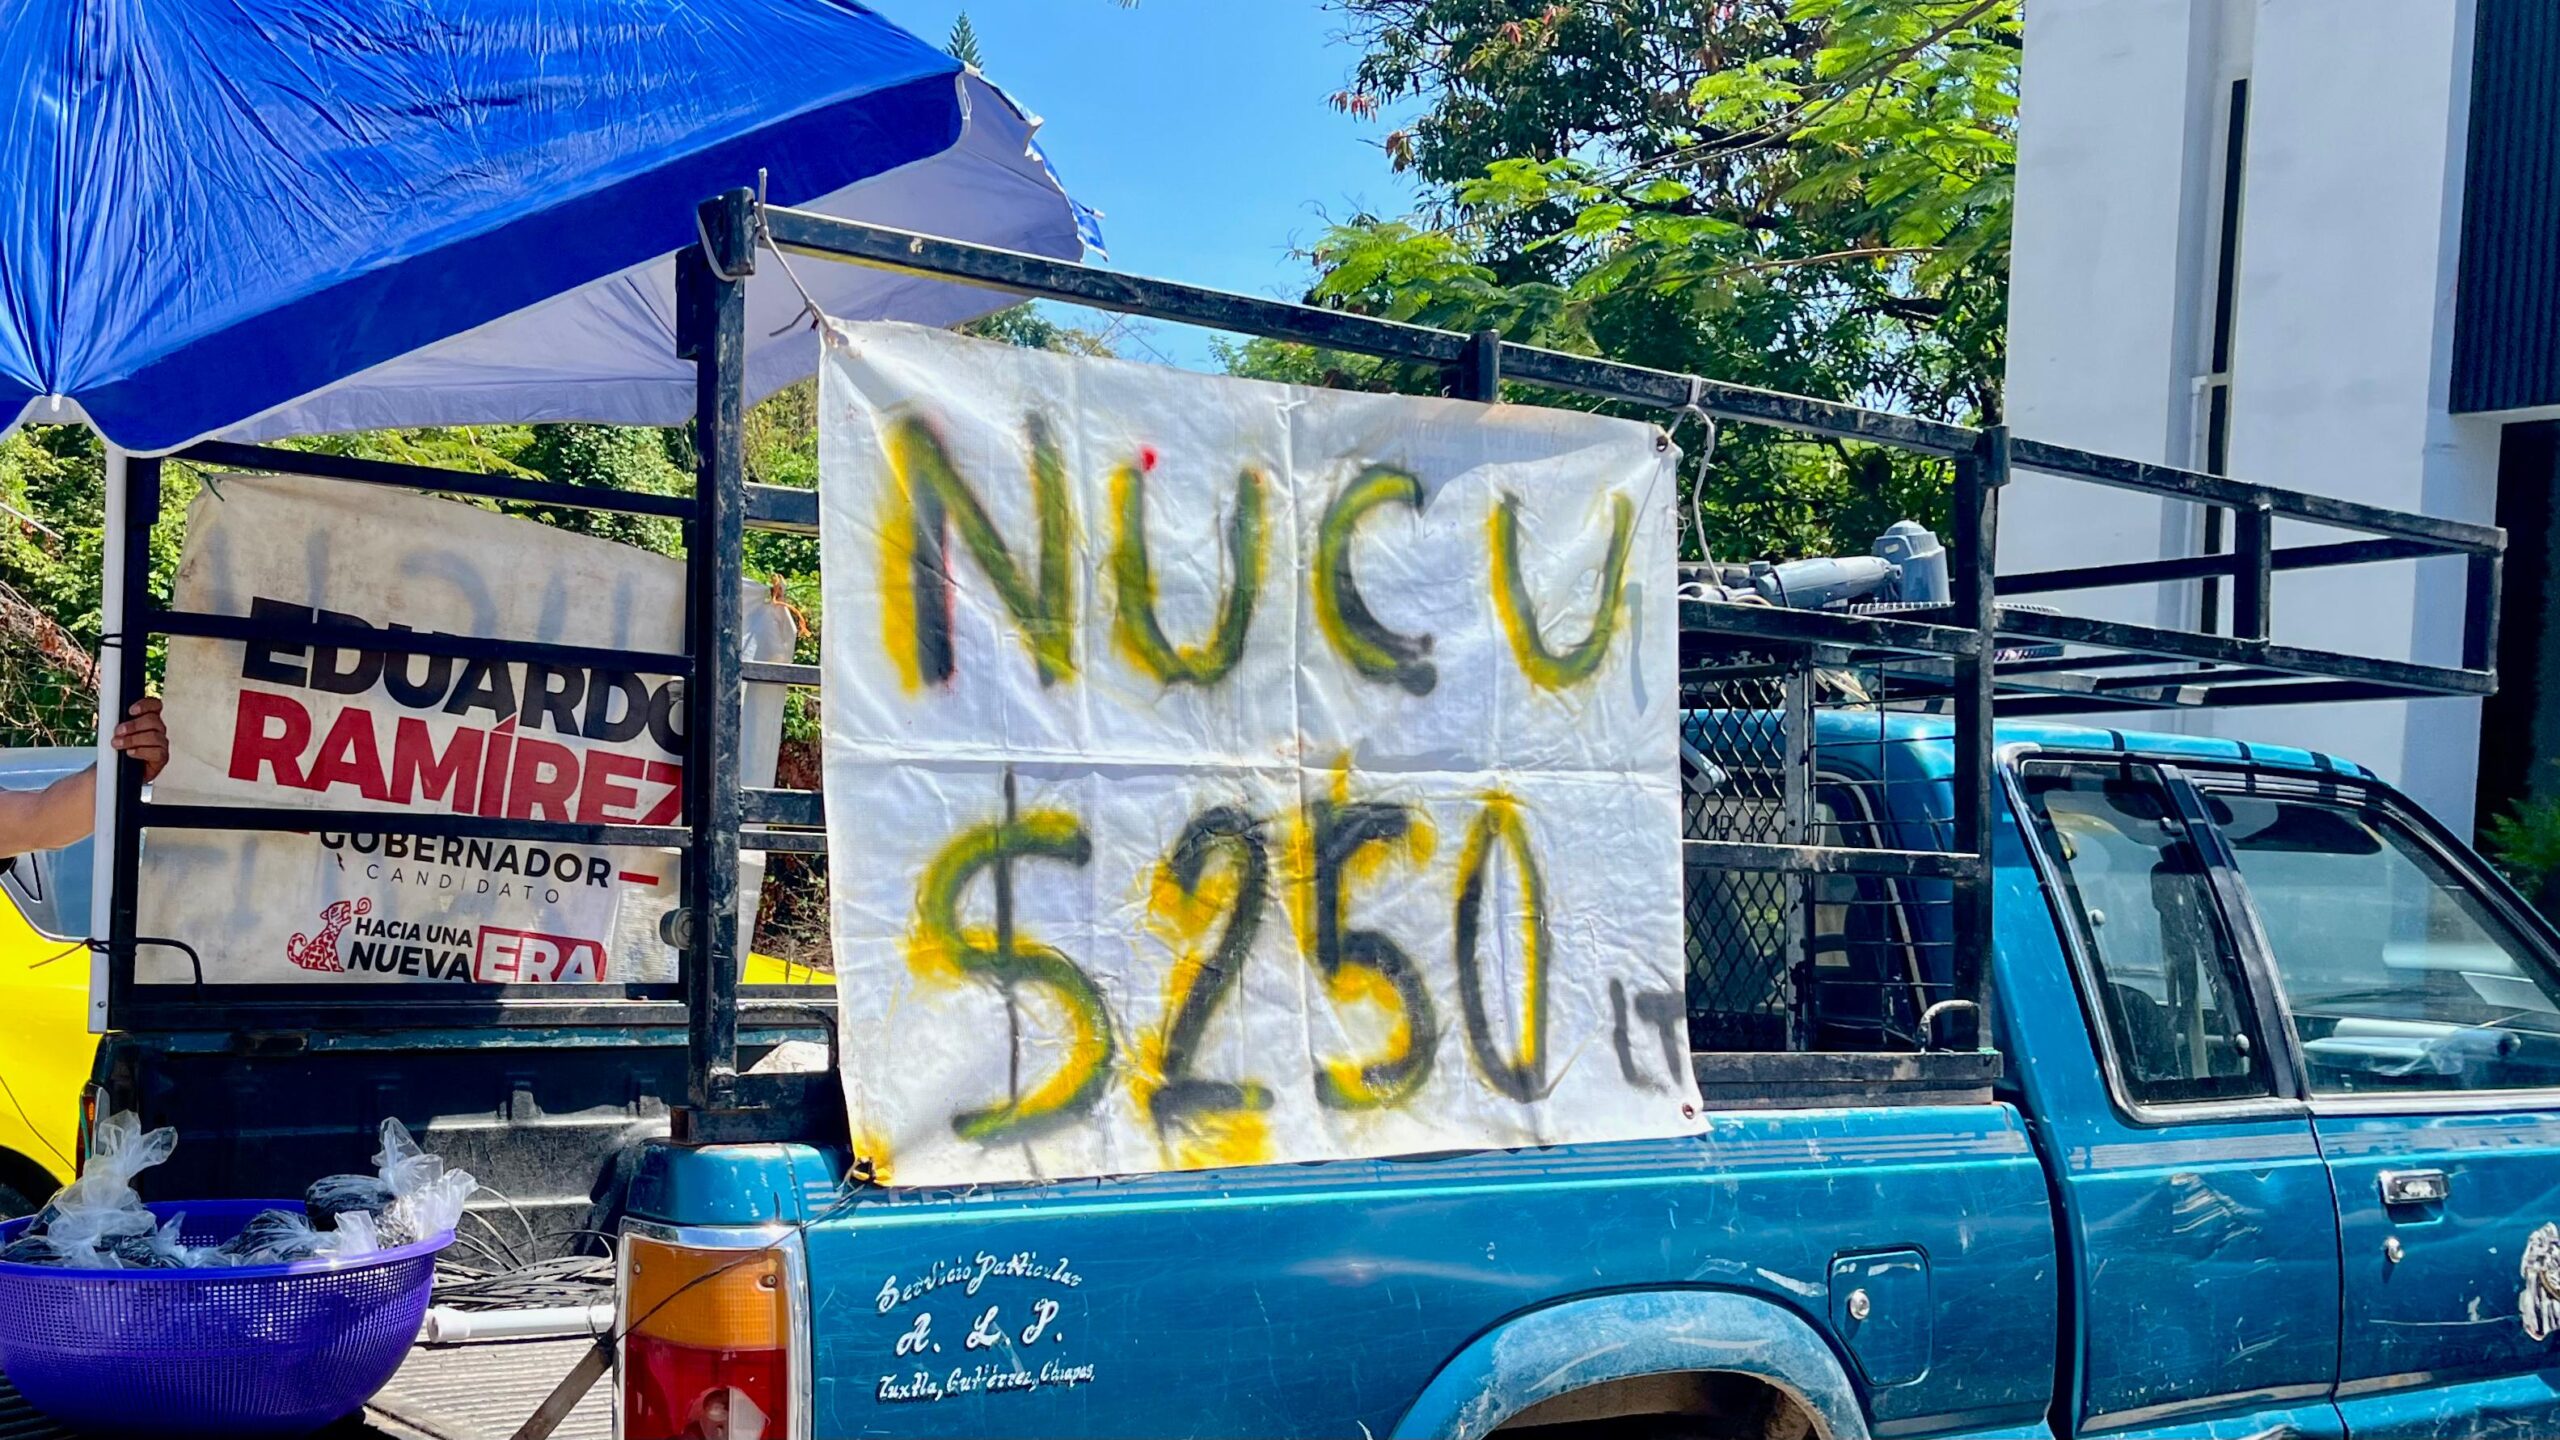 NUCU
$250 LT
EDUARDO
RAMÍREZ
GOBERNADOR
CANDIDATO
HACIA UNA
NUEVA ERA
Servicio Particular
A. L. P.
Tuxtla, Gutiérrez, Chiapas,